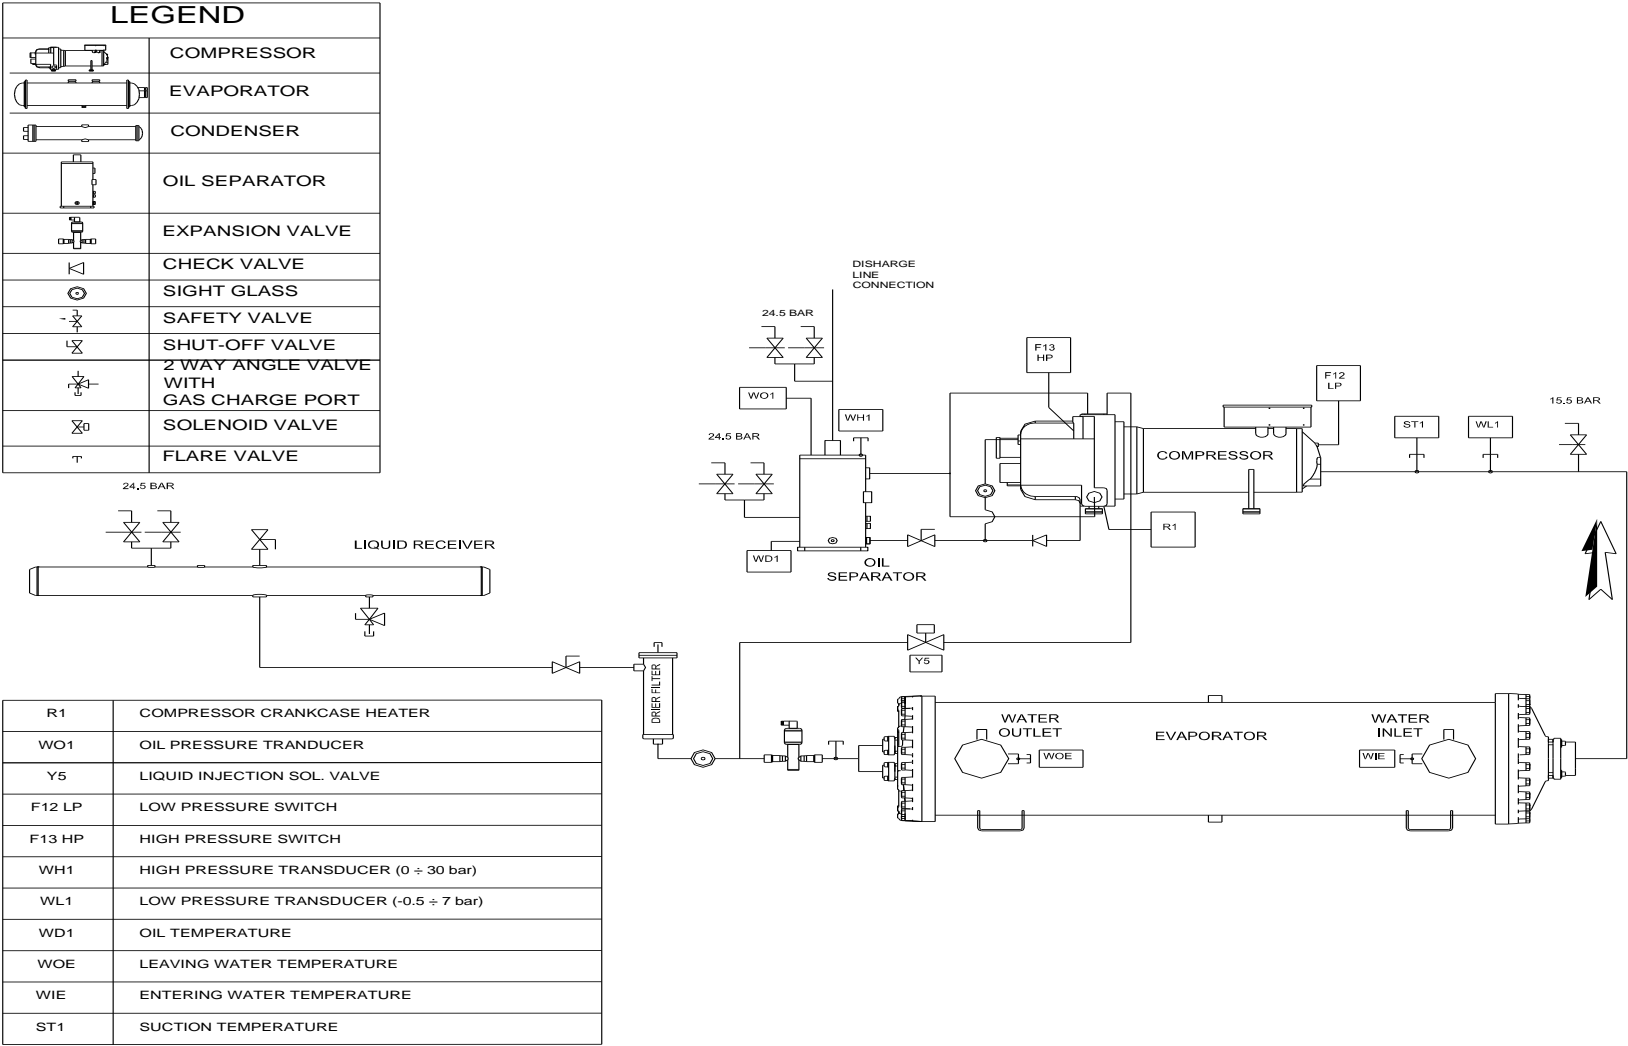 LEGEND
COMPRESSOR
EVAPORATOR
CONDENSER
OIL SEPARATOR
EXPANSION VALVE
CHECK VALVE
SIGHT GLASS
SAFETY VALVE
SHUT-OFF VALVE
2 WAY ANGLE VALVE
WITH
GAS CHARGE PORT
SOLENOID VALVE
FLARE VALVE
DISHARGE
LINE
CONNECTION
24.5 BAR
F13
HP
F12
LP
WO1
WH1
15.5 BAR
ST1
WL1
24.5 BAR
COMPRESSOR
24.5 BAR
R1
LIQUID RECEIVER
WD1
OIL
SEPARATOR
Y5
DRIER FILTER
WATER
OUTLET
EVAPORATOR
WATER
INLET
WOE
WIE
R1 COMPRESSOR CRANKCASE HEATER
WO1 OIL PRESSURE TRANDUCER
Y5 LIQUID INJECTION SOL. VALVE
F12 LP LOW PRESSURE SWITCH
F13 HP HIGH PRESSURE SWITCH
WH1 HIGH PRESSURE TRANSDUCER (0 ÷ 30 bar)
WL1 LOW PRESSURE TRANSDUCER (-0.5 ÷ 7 bar)
WD1 OIL TEMPERATURE
WOE LEAVING WATER TEMPERATURE
WIE ENTERING WATER TEMPERATURE
ST1 SUCTION TEMPERATURE